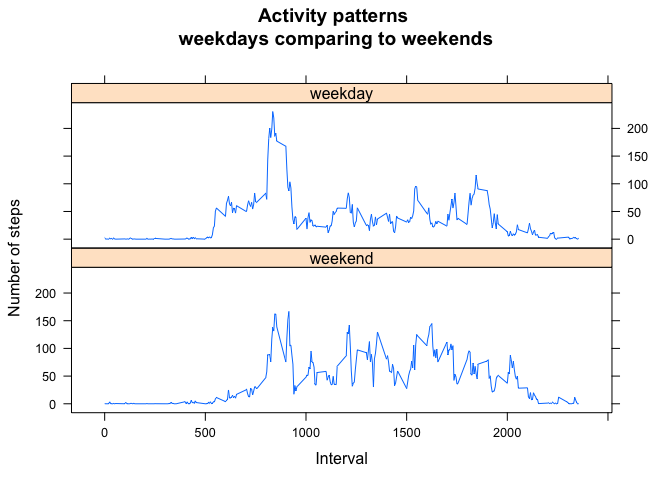 Activity patterns
weekdays comparing to weekends
weekday
200
150
100
50
0
weekend
200
150
100
50
0
0 500 1000 1500 2000
Interval
Number of steps